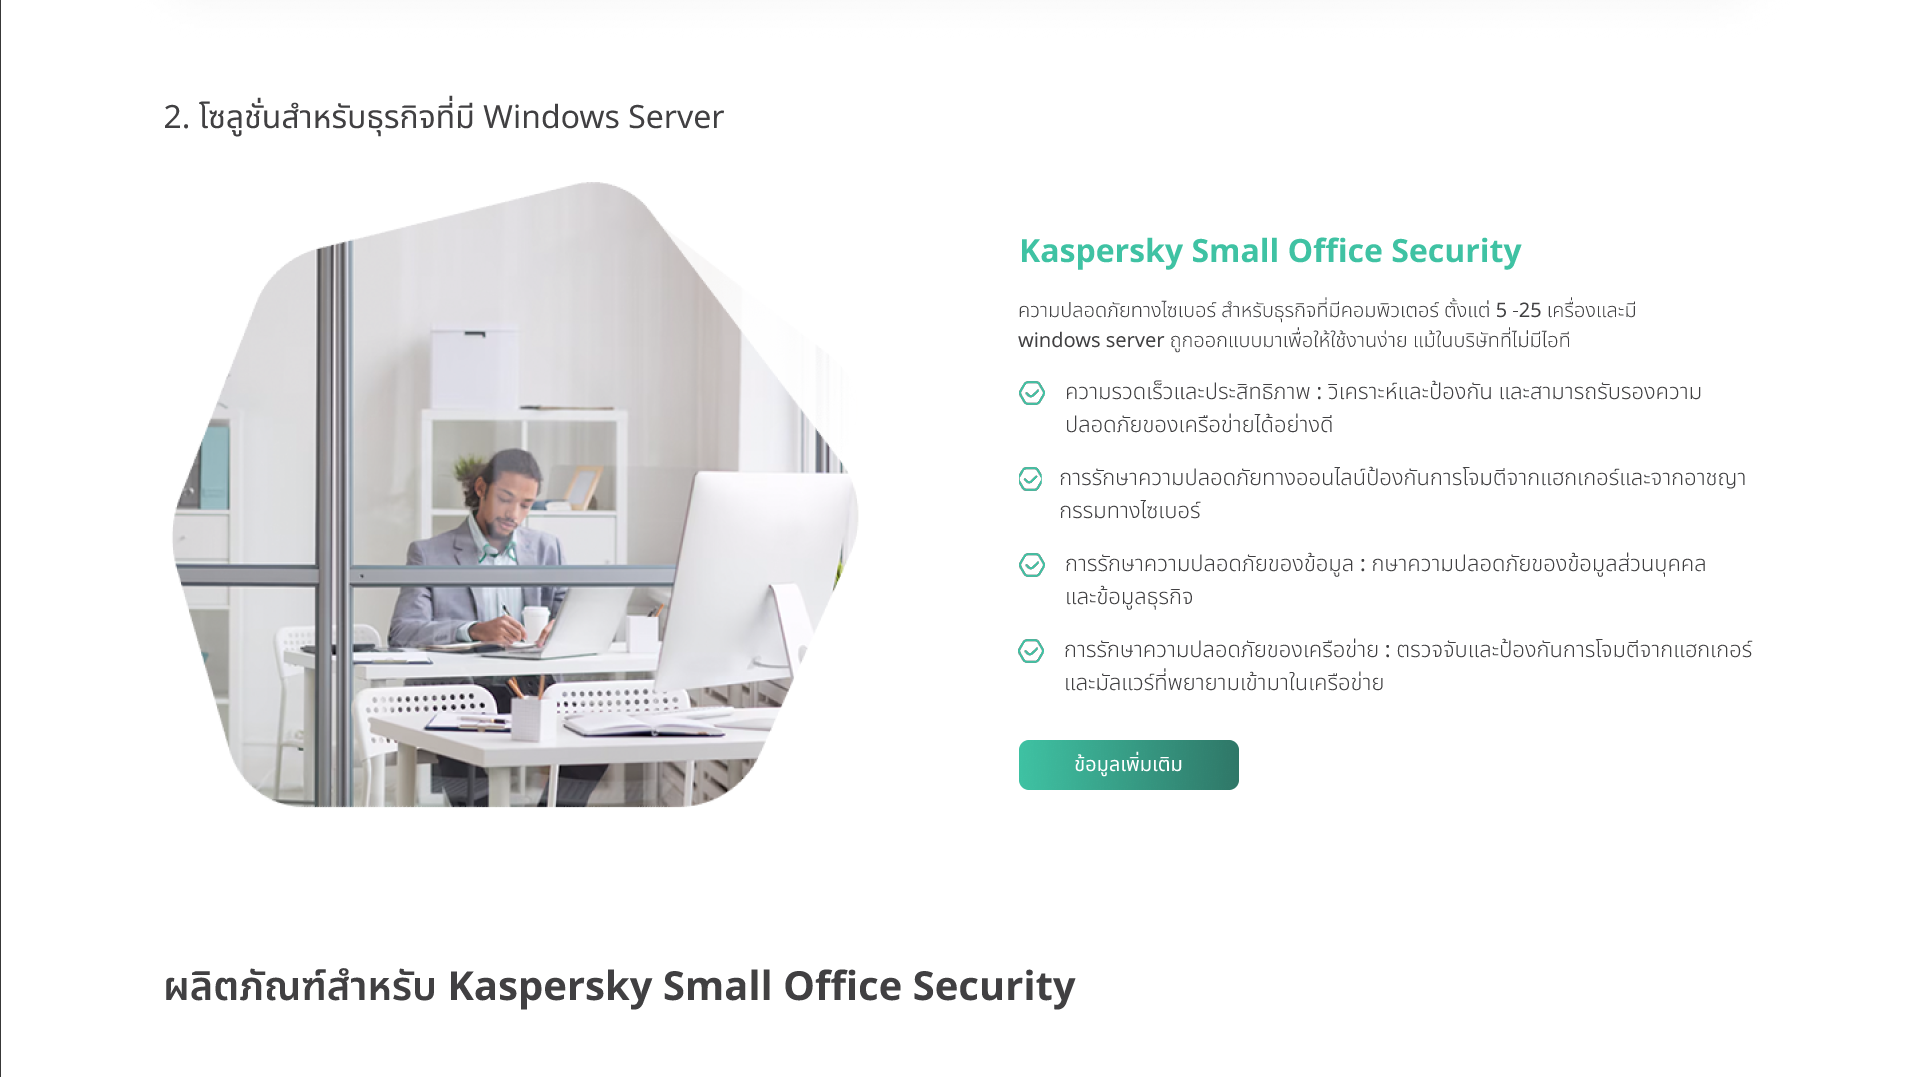 2. โซลูชั่นสำหรับธุรกิจที่มี Windows Server
Kaspersky Small Office Security
ความปลอดภัยทางไซเบอร์ สำหรับธุรกิจที่มีคอมพิวเตอร์ ตั้งแต่ 5 -25 เครื่องและมี
windows server ถูกออกแบบมาเพื่อให้ใช้งานง่าย แม้ในบริษัทที่ไม่มีไอที
ความรวดเร็วและประสิทธิภาพ : วิเคราะห์และป้องกัน และสามารถรับรองความ
ปลอดภัยของเครือข่ายได้อย่างดี
การรักษาความปลอดภัยทางออนไลน์ป้องกันการโจมตีจากแฮกเกอร์และจากอาชญา
กรรมทางไซเบอร์
การรักษาความปลอดภัยของข้อมูล : กษาความปลอดภัยของข้อมูลส่วนบุคคล
และข้อมูลธุรกิจ
การรักษาความปลอดภัยของเครือข่าย : ตรวจจับและป้องกันการโจมตีจากแฮกเกอร์
และมัลแวร์ที่พยายามเข้ามาในเครือข่าย
ข้อมูลเพิ่มเติม
ผลิตภัณฑ์สำหรับ Kaspersky Small Office Security